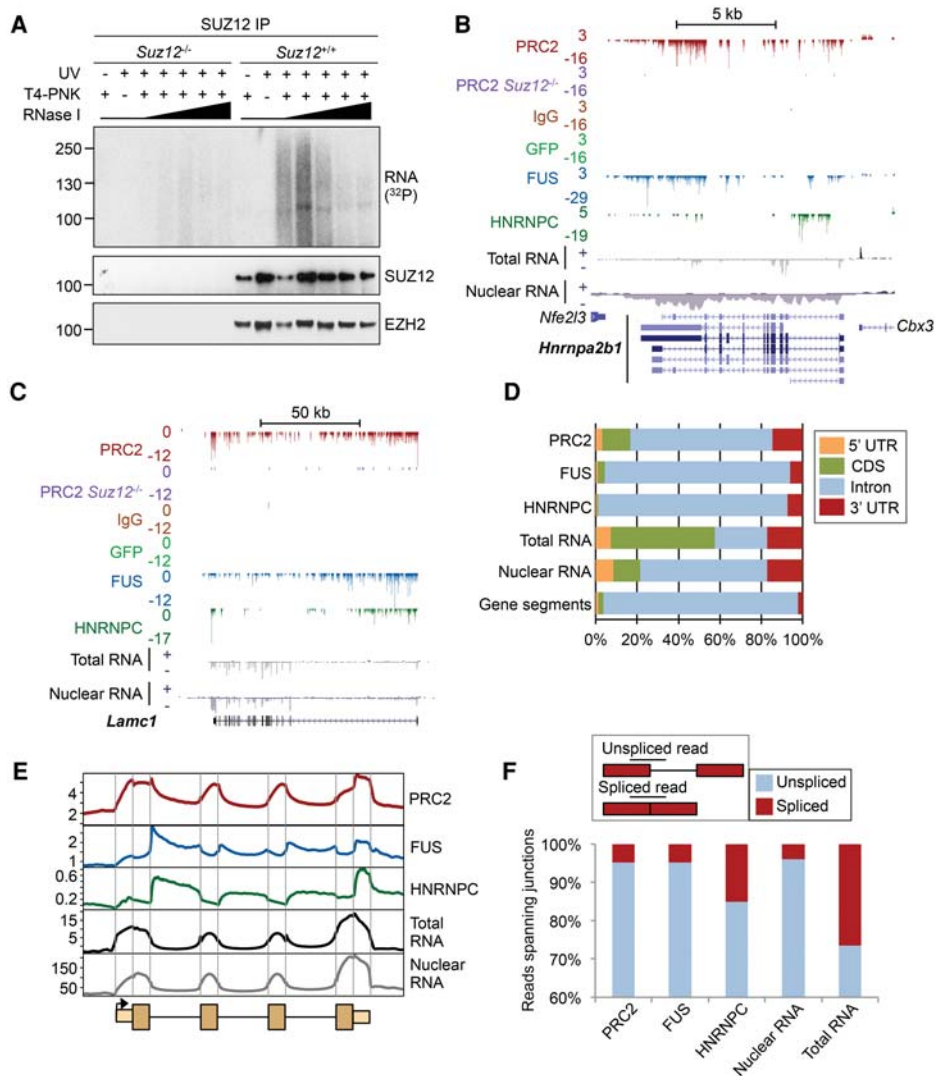 A
SUZ12 IP
Suz12-/- Suz12+/+
UV - + + + + + + - + + + + + +
T4-PNK + - + + + + + + - + + + + +
RNase I
250
130
100
RNA
(32P)
100
SUZ12
100
EZH2
B
5 kb
PRC2 3 -16
PRC2 Suz12-/- 3 -16
IgG 3 -16
GFP 3 -16
FUS 3 -29
HNRNPC 5 -19
Total RNA + -
Nuclear RNA + -
Nfe2l3
Cbx3
Hnrnpa2b1
C
50 kb
PRC2 0 -12
PRC2 Suz12-/- 0 -12
IgG 0 -12
GFP 0 -12
FUS 0 -12
HNRNPC 0 -17
Total RNA + -
Nuclear RNA + -
Lamc1
D
PRC2
FUS
HNRNPC
Total RNA
Nuclear RNA
Gene segments
0% 20% 40% 60% 80% 100%
5' UTR
CDS
Intron
3' UTR
E
4
2
PRC2
2
1
FUS
0.6
0.2
HNRNPC
15
5
Total
RNA
150
50
Nuclear
RNA
F
Unspliced read
Spliced read
Unspliced
Spliced
Reads spanning junctions
100%
90%
80%
70%
60%
PRC2
FUS
HNRNPC
Nuclear RNA
Total RNA